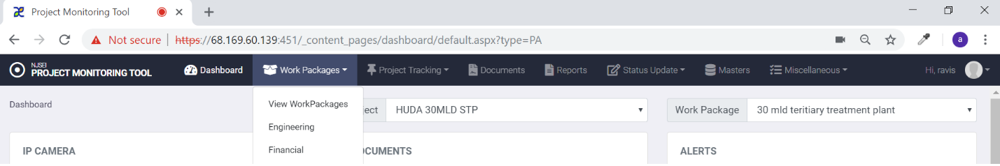 Project Monitoring Tool
Not secure | https://68.169.60.139:451/_content_pages/dashboard/default.aspx?type=PA
a
NJSEI
PROJECT MONITORING TOOL
Dashboard
Work Packages
Project Tracking
Documents
Reports
Status Update
Masters
Miscellaneous
Hi, ravis
Dashboard
View WorkPackages
Engineering
Financial
ject
HUDA 30MLD STP
Work Package
30 mld teritiary treatment plant
IP CAMERA
OCUMENTS
ALERTS